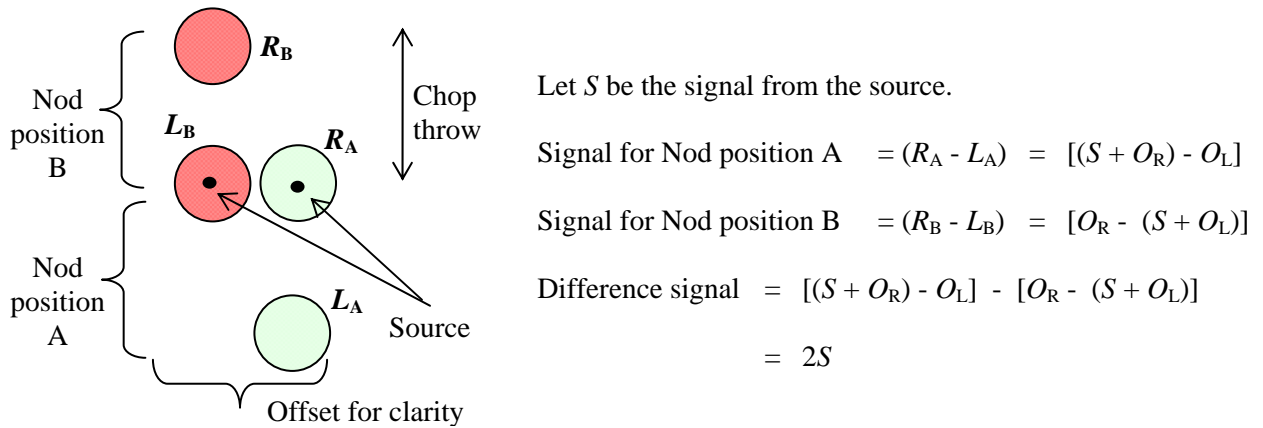 R_B
Nod
position
B
Chop
throw
L_B
R_A
Nod
position
A
L_A
Source
Offset for clarity
Let S be the signal from the source.
Signal for Nod position A = (R_A - L_A) = [(S + O_R) - O_L]
Signal for Nod position B = (R_B - L_B) = [O_R - (S + O_L)]
Difference signal = [(S + O_R) - O_L] - [O_R - (S + O_L)]
= 2S